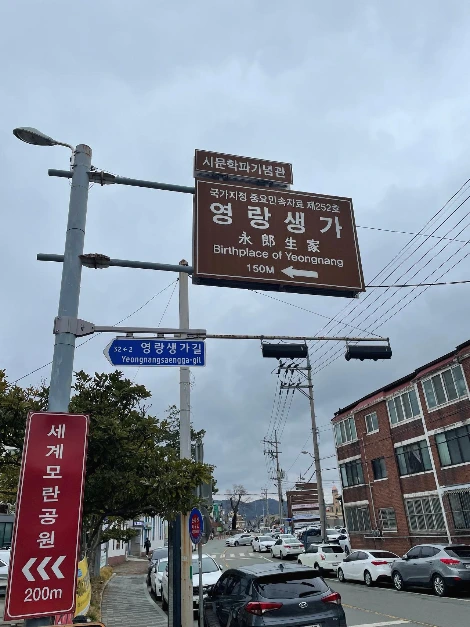 시문학파기념관
국가지정 중요민속자료 제252호
영랑생가
永郎生家
Birthplace of Yeongnang
150M
32←2 영랑생가길
Yeongnangsaengga-gil
세계모란공원
200m